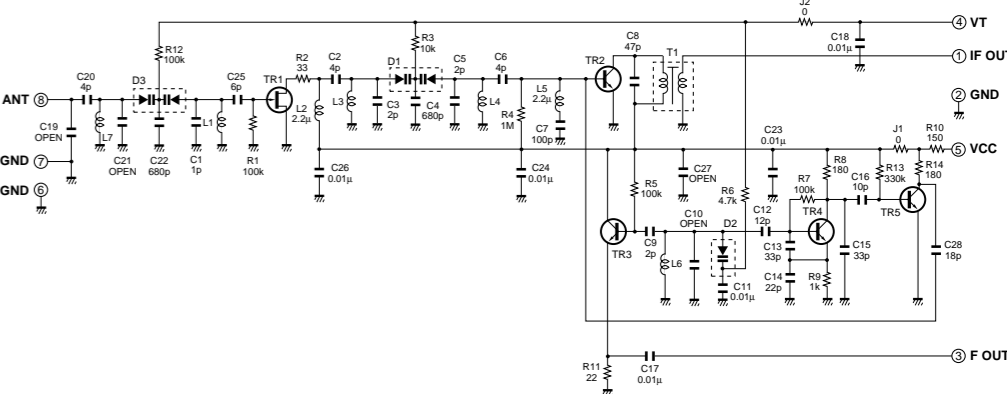 J2
0
④ VT
R3
10k
C18
0.01µ
R12
100k
C8
47p
T1
① IF OUT
R2
33
C2
4p
D1
C5
2p
C6
4p
TR2
C20
4p
D3
C25
6p
TR1
ANT ⑧
② GND
L5
2.2µ
L2
2.2µ
L3
C3
2p
C4
680p
L4
R4
1M
C7
100p
C19
OPEN
L7
L1
C23
0.01µ
J1
0
R10
150
GND ⑦
C21
OPEN
C22
680p
C1
1p
R1
100k
⑤ VCC
GND ⑥
C26
0.01µ
C24
0.01µ
R5
100k
C27
OPEN
R6
4.7k
R7
100k
R8
180
C16
10p
R13
330k
R14
180
C10
OPEN
D2
C12
12p
TR4
TR5
TR3
C9
2p
L6
C13
33p
C15
33p
C28
18p
C14
22p
R9
1k
C11
0.01µ
R11
22
C17
0.01µ
③ F OUT